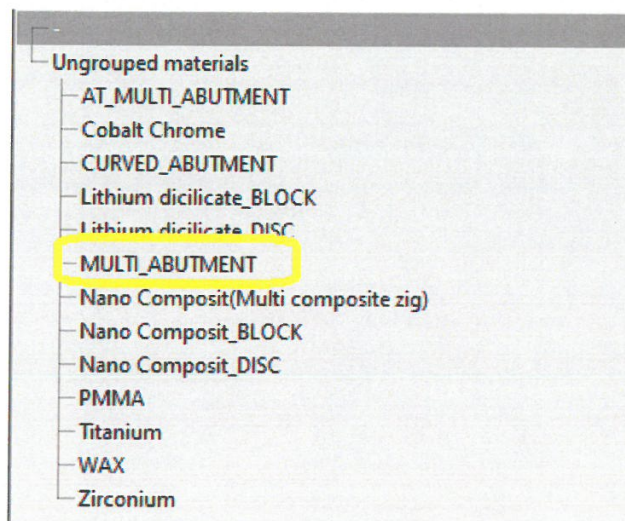 Ungrouped materials
AT_MULTI_ABUTMENT
Cobalt Chrome
CURVED_ABUTMENT
Lithium dicilicate_BLOCK
Lithium dicilicate_DISC
MULTI_ABUTMENT
Nano Composit(Multi composite zig)
Nano Composit_BLOCK
Nano Composit_DISC
PMMA
Titanium
WAX
Zirconium